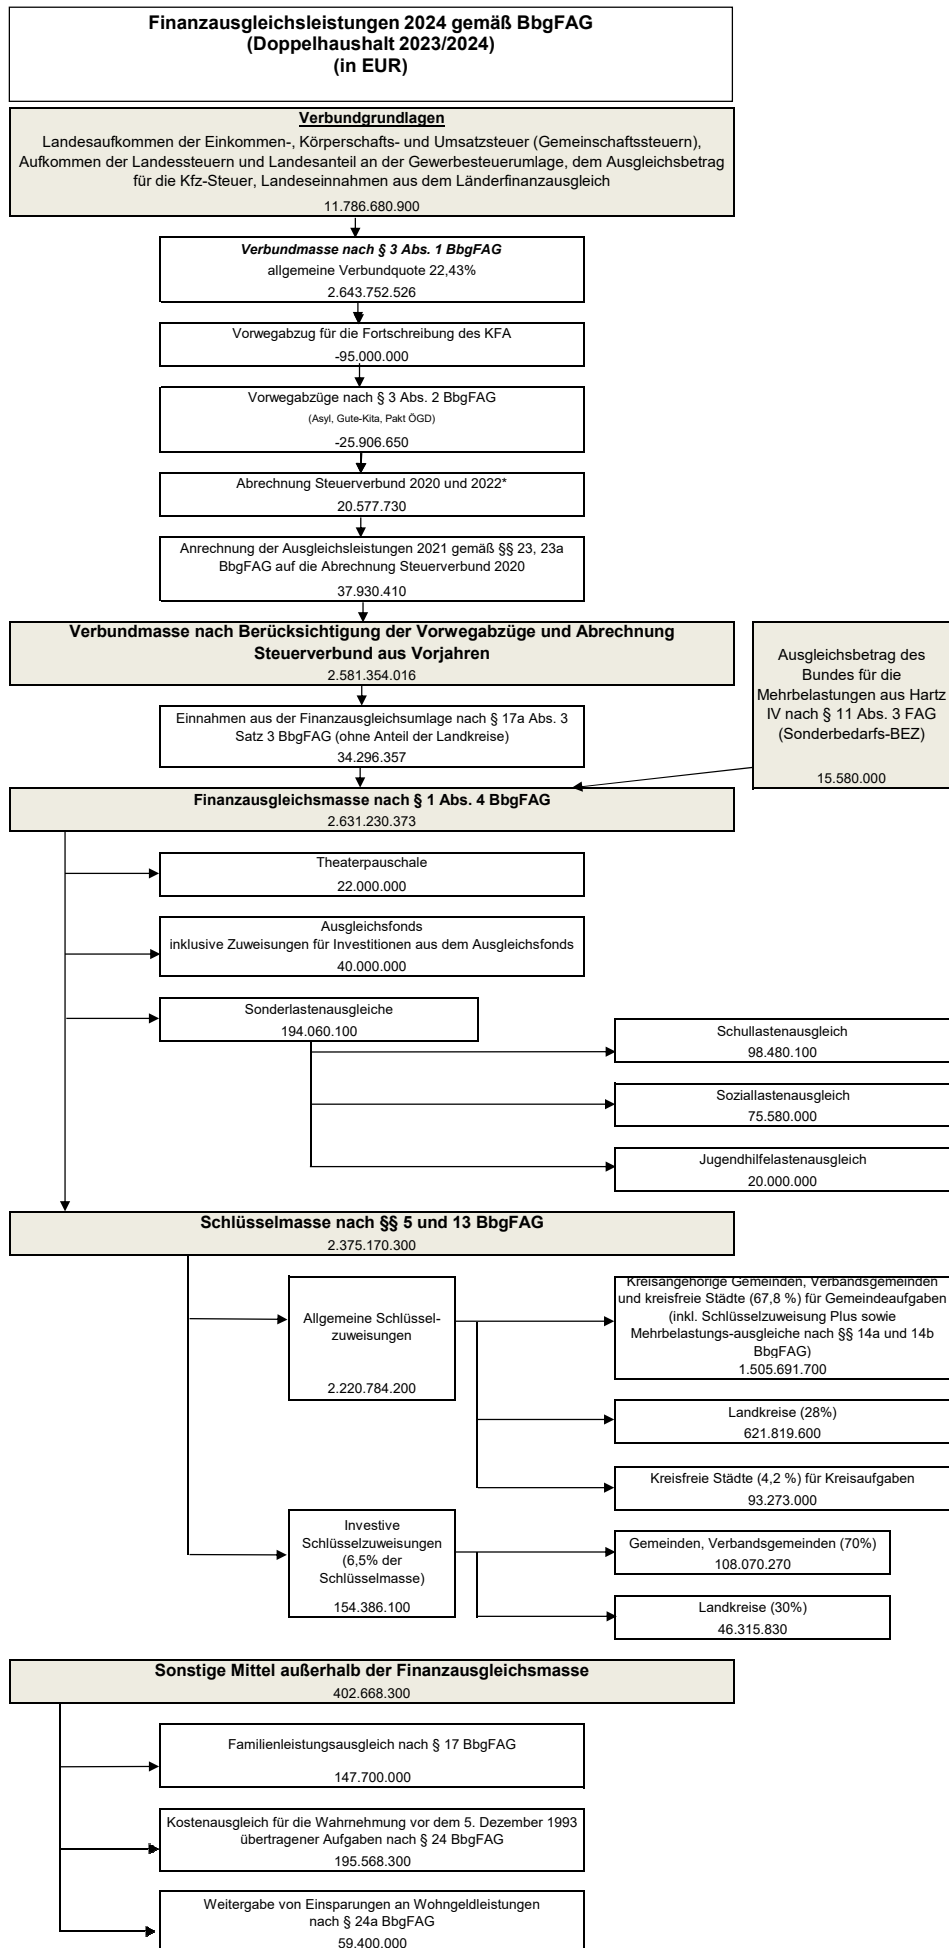 Finanzausgleichsleistungen 2024 gemäß BbgFAG
(Doppelhaushalt 2023/2024)
(in EUR)
Verbundgrundlagen
Landesaufkommen der Einkommen-, Körperschafts- und Umsatzsteuer (Gemeinschaftssteuern),
Aufkommen der Landessteuern und Landesanteil an der Gewerbesteuerumlage, dem Ausgleichsbetrag
für die Kfz-Steuer, Landeseinnahmen aus dem Länderfinanzausgleich
11.786.680.900
Verbundmasse nach § 3 Abs. 1 BbgFAG
allgemeine Verbundquote 22,43%
2.643.752.526
Vorwegabzug für die Fortschreibung des KFA
-95.000.000
Vorwegabzüge nach § 3 Abs. 2 BbgFAG
(Asyl, Gute-Kita, Pakt ÖGD)
-25.906.650
Abrechnung Steuerverbund 2020 und 2022*
20.577.730
Anrechnung der Ausgleichsleistungen 2021 gemäß §§ 23, 23a
BbgFAG auf die Abrechnung Steuerverbund 2020
37.930.410
Verbundmasse nach Berücksichtigung der Vorwegabzüge und Abrechnung
Steuerverbund aus Vorjahren
2.581.354.016
Ausgleichsbetrag des
Bundes für die
Mehrbelastungen aus Hartz
IV nach § 11 Abs. 3 FAG
(Sonderbedarfs-BEZ)
15.580.000
Einnahmen aus der Finanzausgleichsumlage nach § 17a Abs. 3
Satz 3 BbgFAG (ohne Anteil der Landkreise)
34.296.357
Finanzausgleichsmasse nach § 1 Abs. 4 BbgFAG
2.631.230.373
Theaterpauschale
22.000.000
Ausgleichsfonds
inklusive Zuweisungen für Investitionen aus dem Ausgleichsfonds
40.000.000
Sonderlastenausgleiche
194.060.100
Schullastenausgleich
98.480.100
Soziallastenausgleich
75.580.000
Jugendhilfelastenausgleich
20.000.000
Schlüsselmasse nach §§ 5 und 13 BbgFAG
2.375.170.300
Allgemeine Schlüssel-
zuweisungen
2.220.784.200
Kreisangehörige Gemeinden, Verbandsgemeinden
und kreisfreie Städte (67,8 %) für Gemeindeaufgaben
(inkl. Schlüsselzuweisung Plus sowie
Mehrbelastungs-ausgleiche nach §§ 14a und 14b
BbgFAG)
1.505.691.700
Landkreise (28%)
621.819.600
Kreisfreie Städte (4,2 %) für Kreisaufgaben
93.273.000
Investive
Schlüsselzuweisungen
(6,5% der
Schlüsselmasse)
154.386.100
Gemeinden, Verbandsgemeinden (70%)
108.070.270
Landkreise (30%)
46.315.830
Sonstige Mittel außerhalb der Finanzausgleichsmasse
402.668.300
Familienleistungsausgleich nach § 17 BbgFAG
147.700.000
Kostenausgleich für die Wahrnehmung vor dem 5. Dezember 1993
übertragener Aufgaben nach § 24 BbgFAG
195.568.300
Weitergabe von Einsparungen an Wohngeldleistungen
nach § 24a BbgFAG
59.400.000